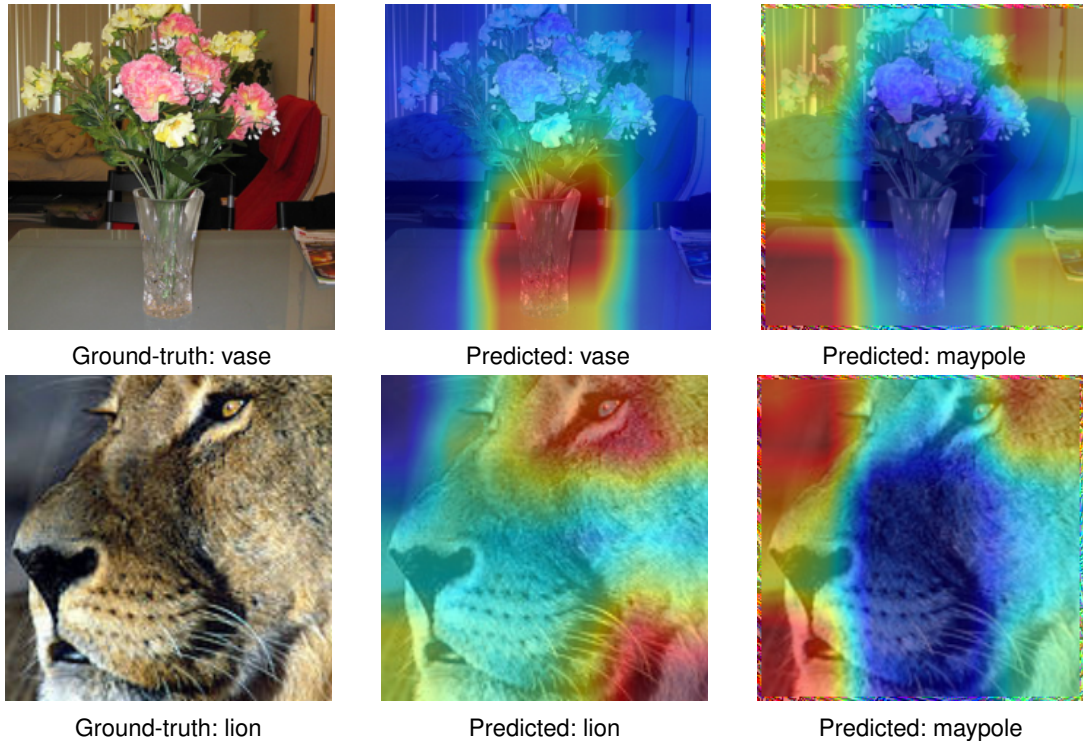 Ground-truth: vase
Predicted: vase
Predicted: maypole
Ground-truth: lion
Predicted: lion
Predicted: maypole